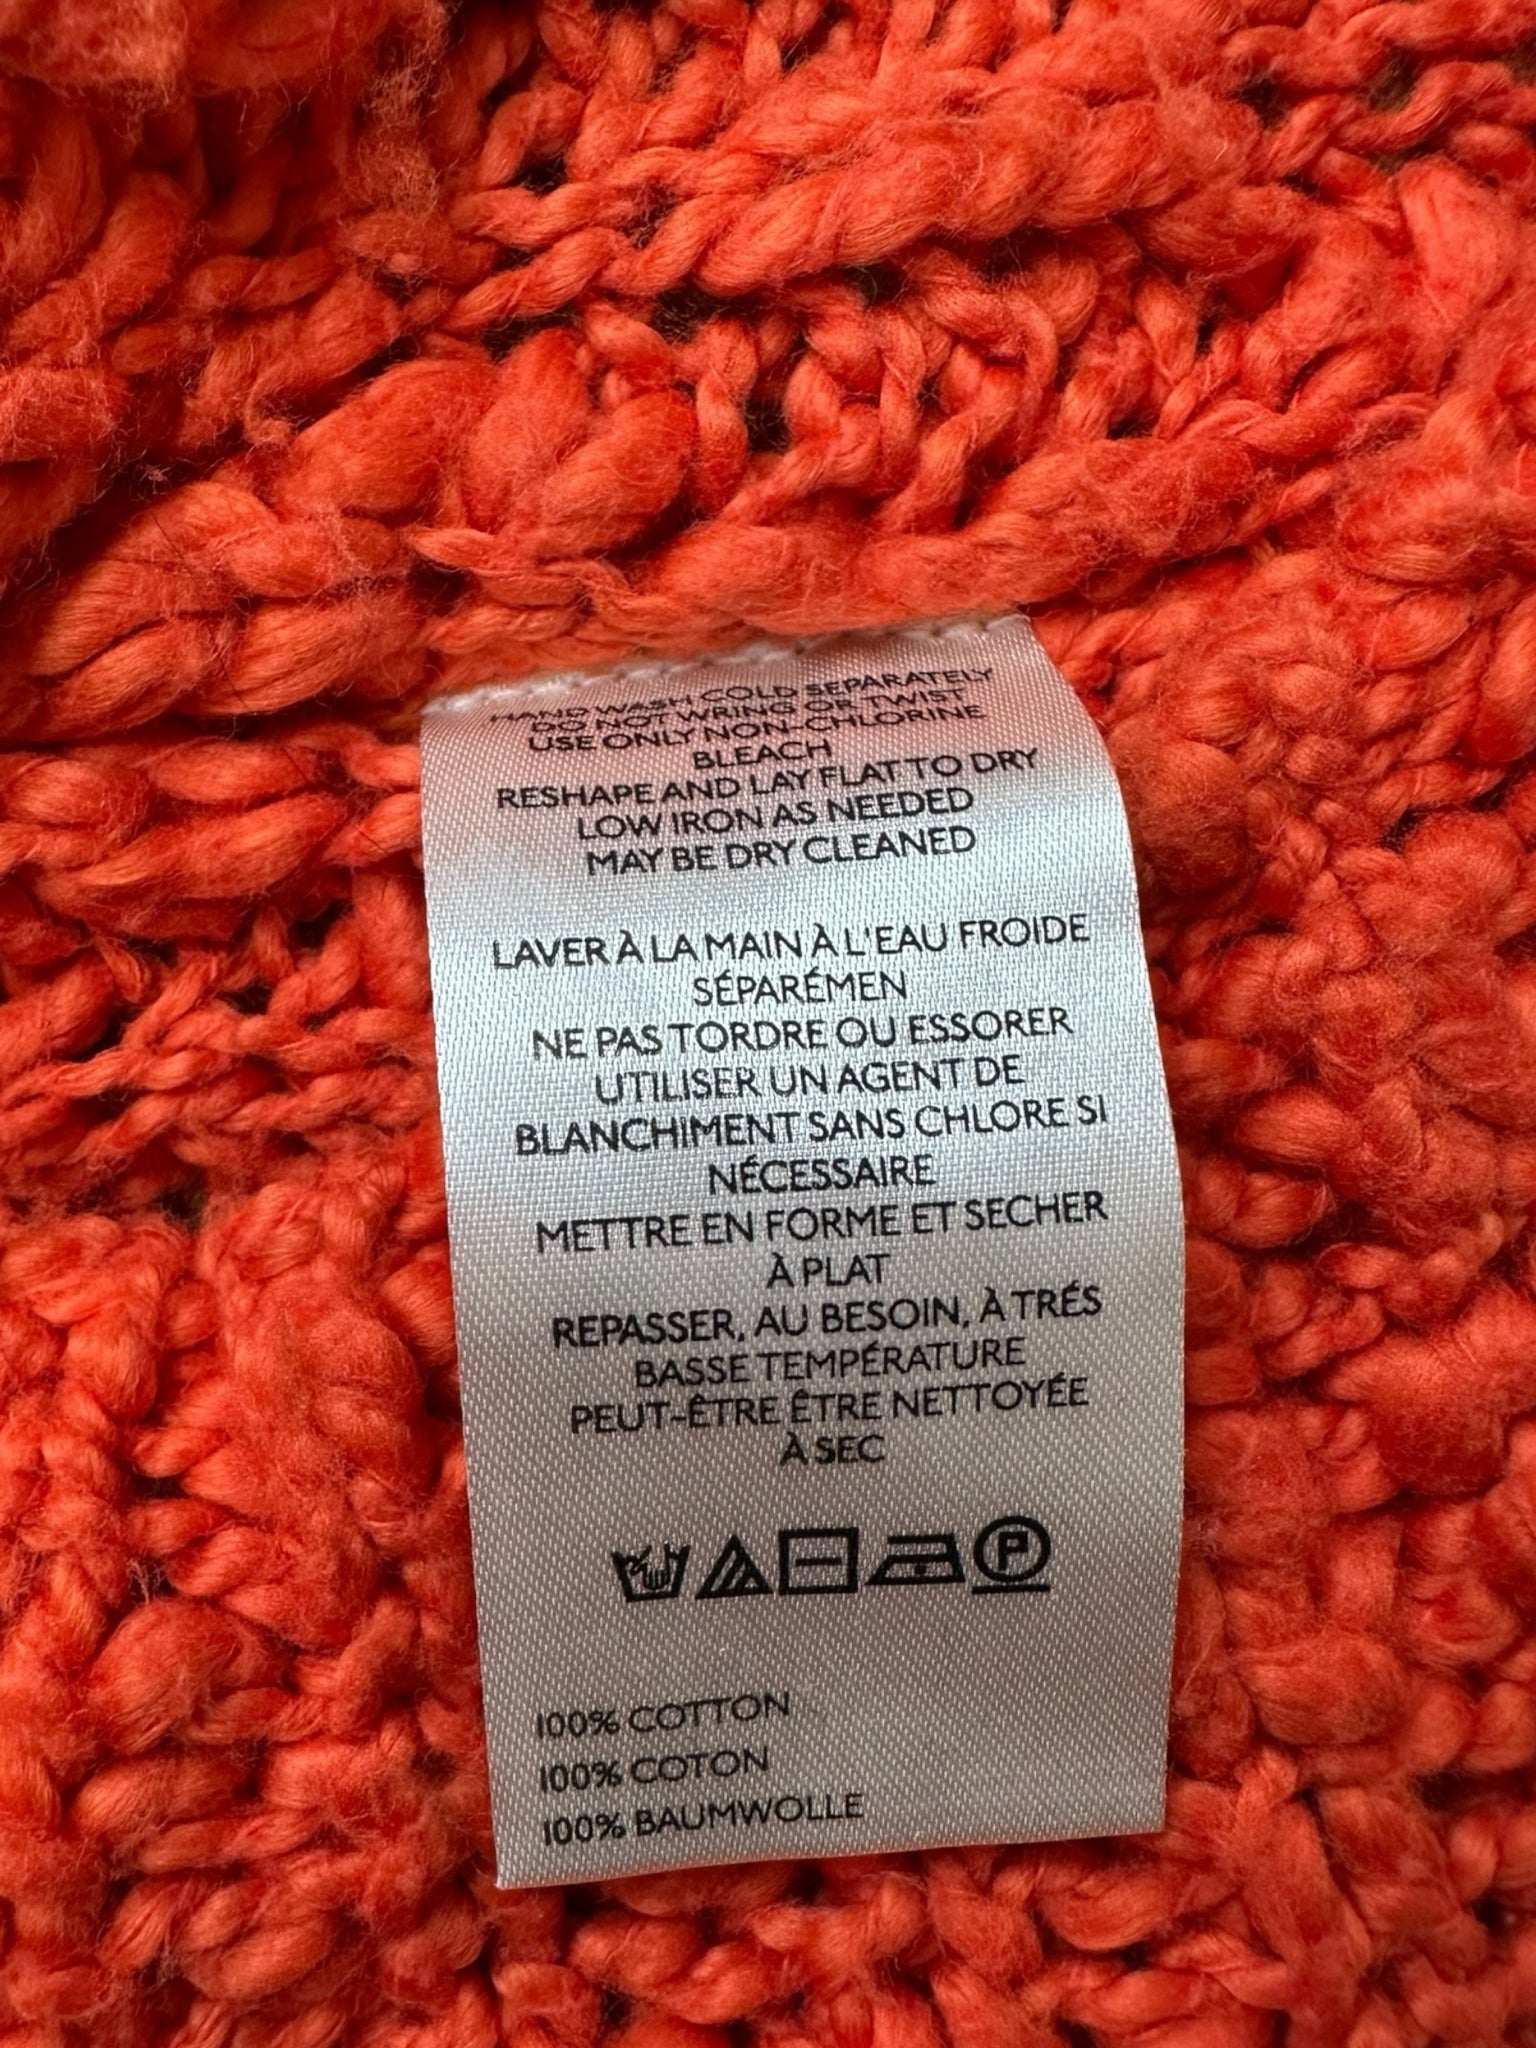 HAND WASH COLD SEPARATELY
DO NOT WRING OR TWIST
USE ONLY NON-CHLORINE
BLEACH
RESHAPE AND LAY FLAT TO DRY
LOW IRON AS NEEDED
MAY BE DRY CLEANED
LAVER À LA MAIN À L'EAU FROIDE
SÉPARÉMEN
NE PAS TORDRE OU ESSORER
UTILISER UN AGENT DE
BLANCHIMENT SANS CHLORE SI
NÉCESSAIRE
METTRE EN FORME ET SECHER
À PLAT
REPASSER, AU BESOIN, À TRÉS
BASSE TEMPÉRATURE
PEUT-ÊTRE ÊTRE NETTOYÉE
À SEC
P
100% COTTON
100% COTON
100% BAUMWOLLE